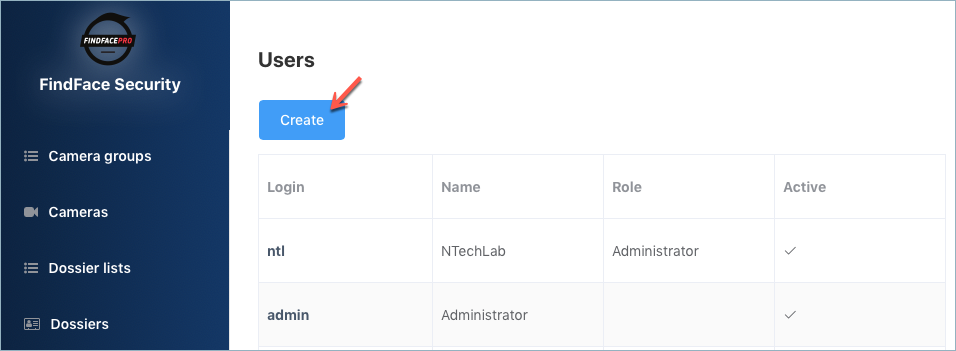 FINDFACEPRO
FindFace Security
Camera groups
Cameras
Dossier lists
Dossiers
Users
Create
Login Name Role Active
ntl NTechLab Administrator
admin Administrator